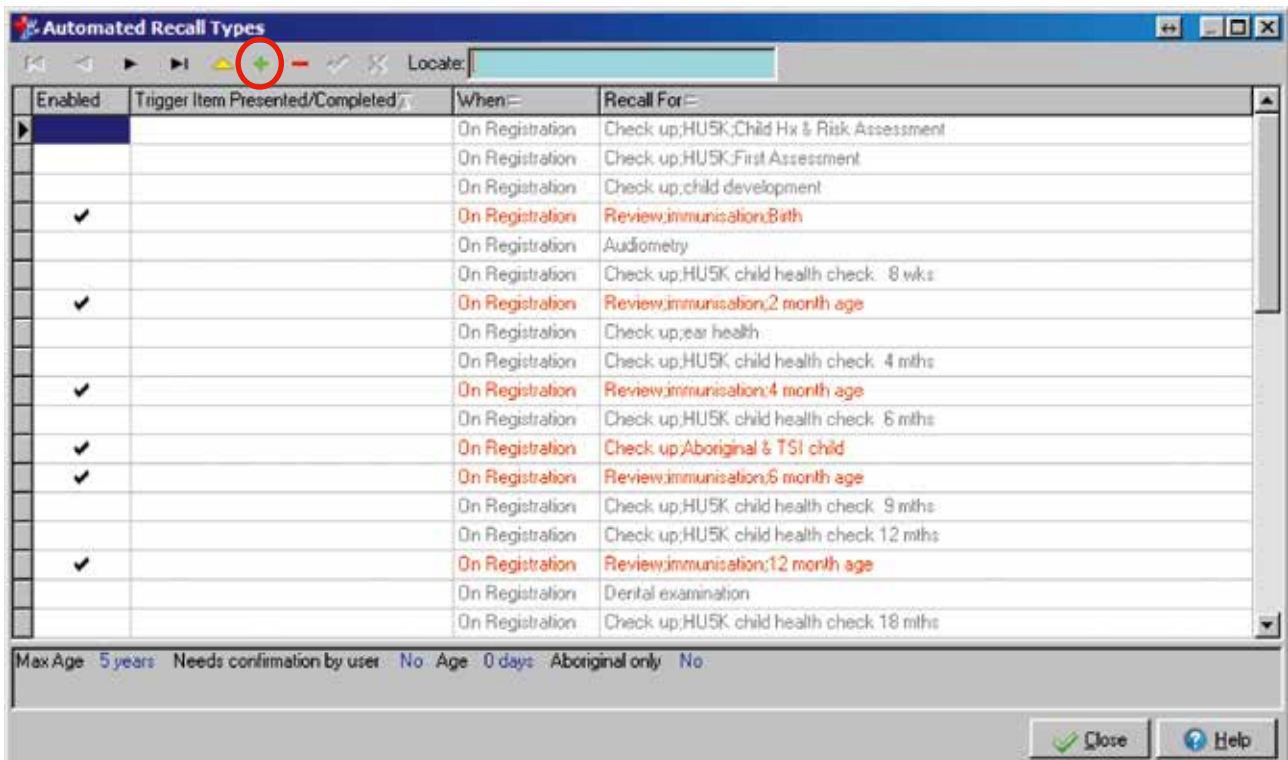 Automated Recall Types
Locate:
Enabled Trigger Item Presented/Completed When Recall For
On Registration Check up;HU5K;Child Hx & Risk Assessment
On Registration Check up;HU5K;First Assessment
On Registration Check up;child development
On Registration Review;immunisation;Birth
On Registration Audiometry
On Registration Check up;HU5K child health check 8 wks
On Registration Review;immunisation;2 month age
On Registration Check up;ear health
On Registration Check up;HU5K child health check 4 mths
On Registration Review;immunisation;4 month age
On Registration Check up;HU5K child health check 6 mths
On Registration Check up;Aboriginal & TSI child
On Registration Review;immunisation;6 month age
On Registration Check up;HU5K child health check 9 mths
On Registration Check up;HU5K child health check 12 mths
On Registration Review;immunisation;12 month age
On Registration Dental examination
On Registration Check up;HU5K child health check 18 mths
Max Age 5 years Needs confirmation by user No Age 0 days Aboriginal only No
Close Help